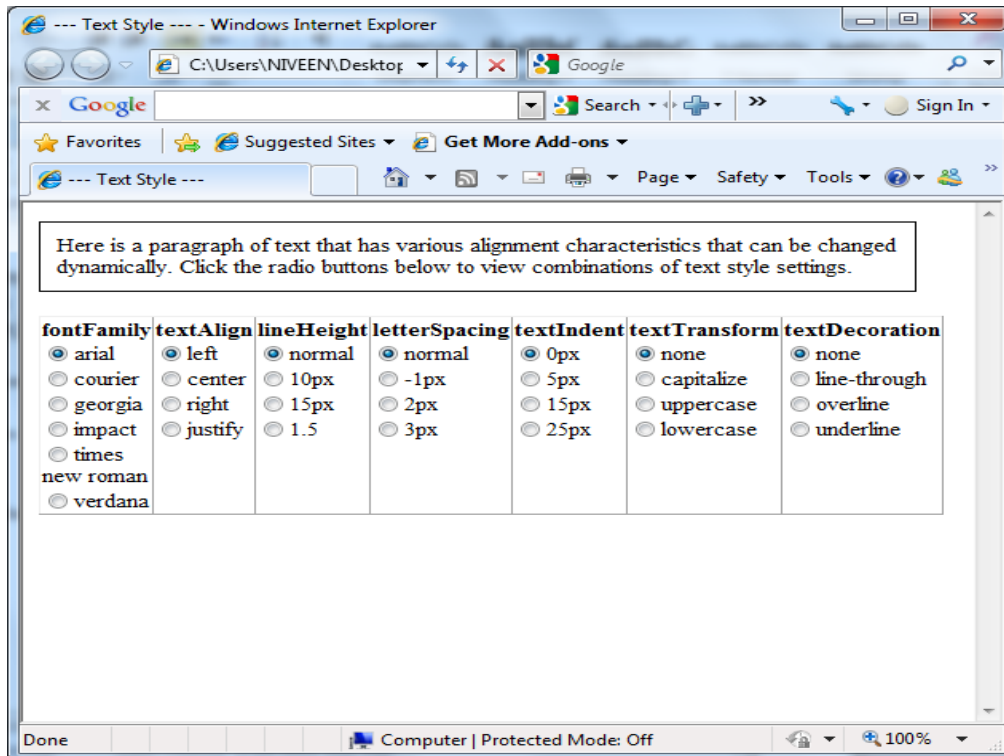 --- Text Style --- - Windows Internet Explorer
C:\Users\NIVEEN\Desktop
Google
x Google
Search
Sign In
Favorites
Suggested Sites
Get More Add-ons
--- Text Style ---
Page
Safety
Tools
Here is a paragraph of text that has various alignment characteristics that can be changed
dynamically. Click the radio buttons below to view combinations of text style settings.
fontFamily textAlign lineHeight letterSpacing textIndent textTransform textDecoration
arial left normal normal 0px none none
courier center 10px -1px 5px capitalize line-through
georgia right 15px 2px 15px uppercase overline
impact justify 1.5 3px 25px lowercase underline
times
new roman
verdana
Done
Computer | Protected Mode: Off
100%